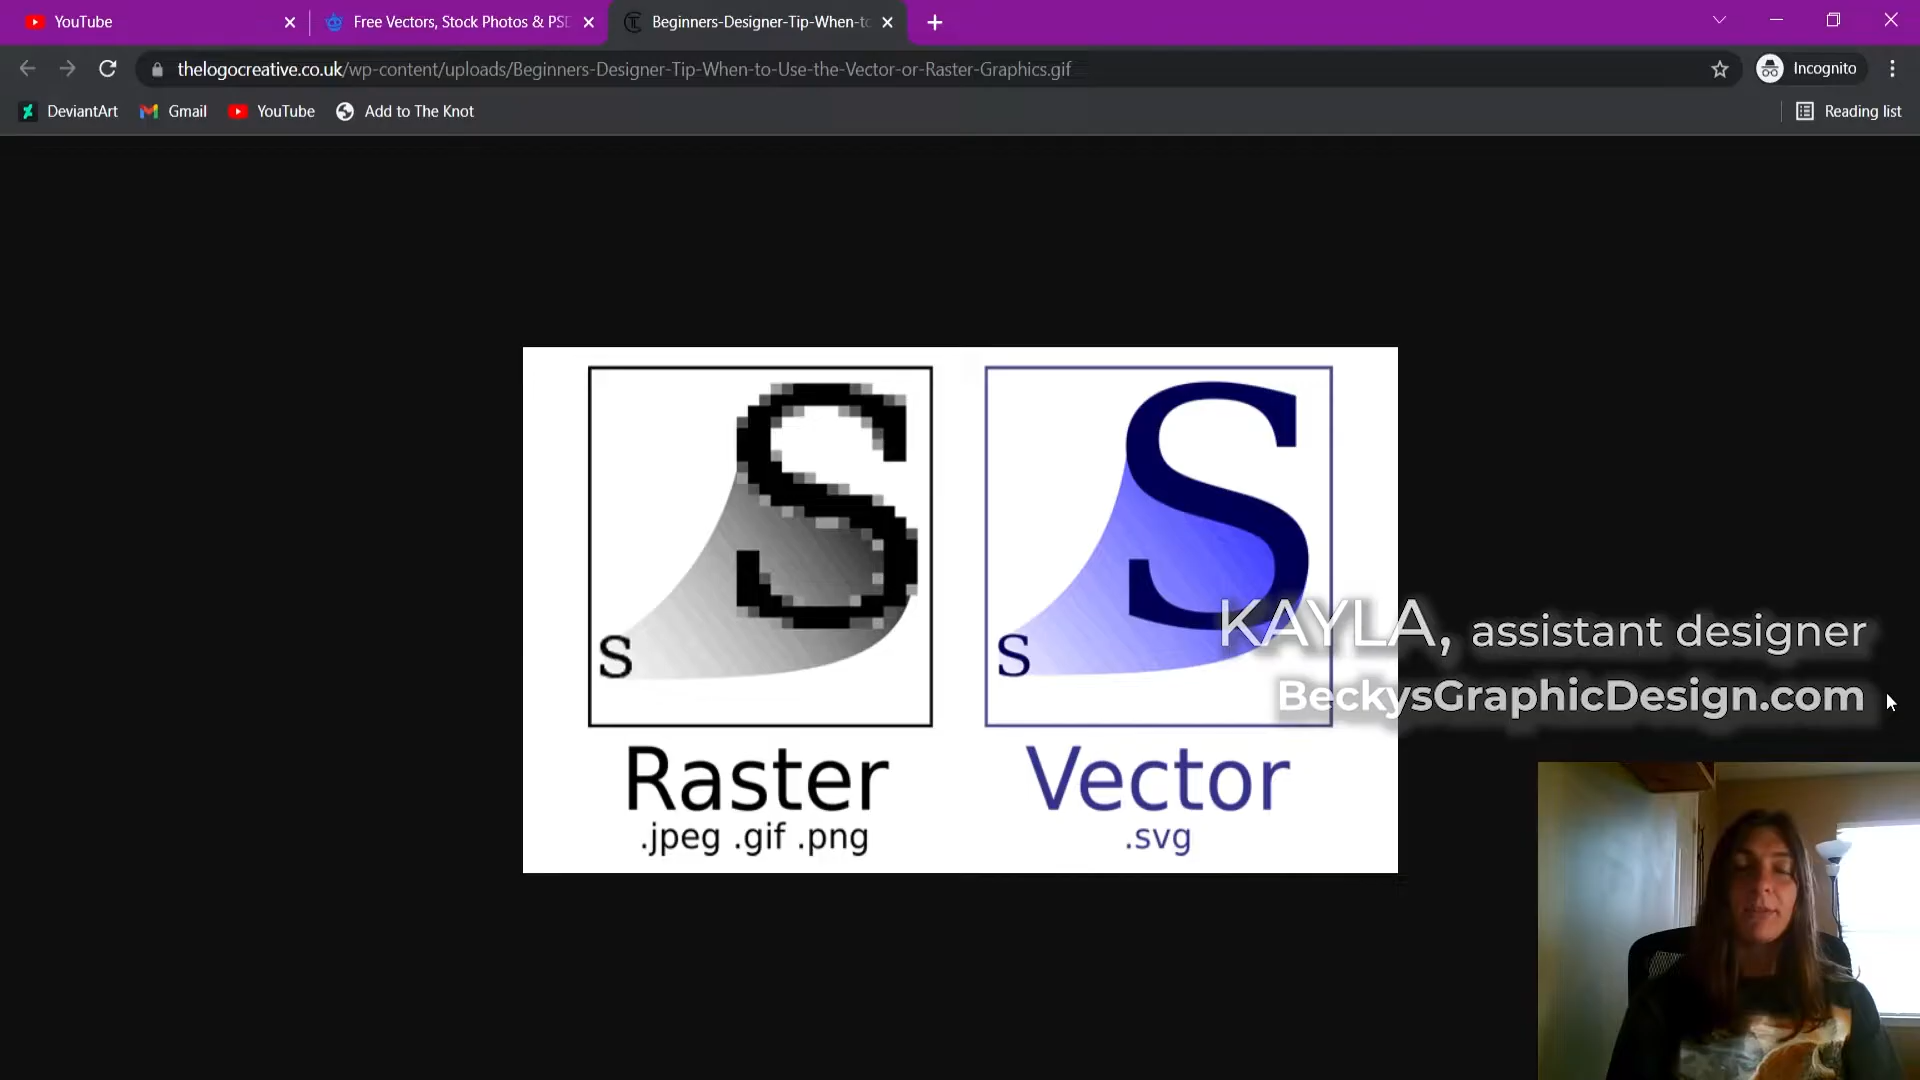 YouTube
Free Vectors, Stock Photos & PSD
Beginners-Designer-Tip-When-to
thelogocreative.co.uk/wp-content/uploads/Beginners-Designer-Tip-When-to-Use-the-Vector-or-Raster-Graphics.gif
Incognito
DeviantArt
Gmail
YouTube
Add to The Knot
Reading list
S
S
S
S
KAYLA, assistant designer
BeckysGraphicDesign.com
Raster
.jpeg .gif .png
Vector
.svg